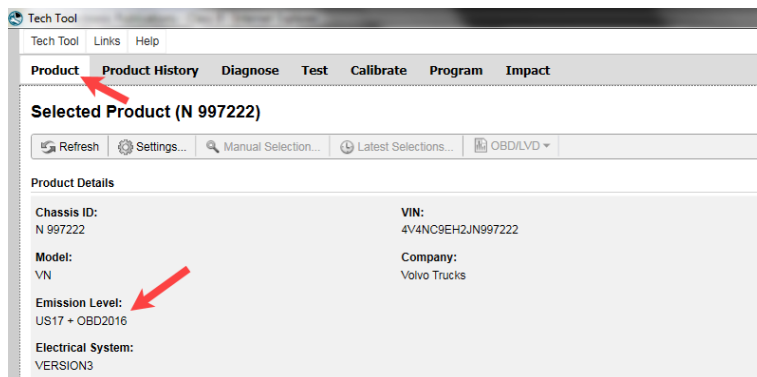 Tech Tool
Tech Tool Links Help
Product Product History Diagnose Test Calibrate Program Impact
Selected Product (N 997222)
Refresh Settings... Manual Selection... Latest Selections... OBD/LVD
Product Details
Chassis ID: VIN:
N 997222 4V4NC9EH2JN997222
Model: Company:
VN Volvo Trucks
Emission Level:
US17 + OBD2016
Electrical System:
VERSION3